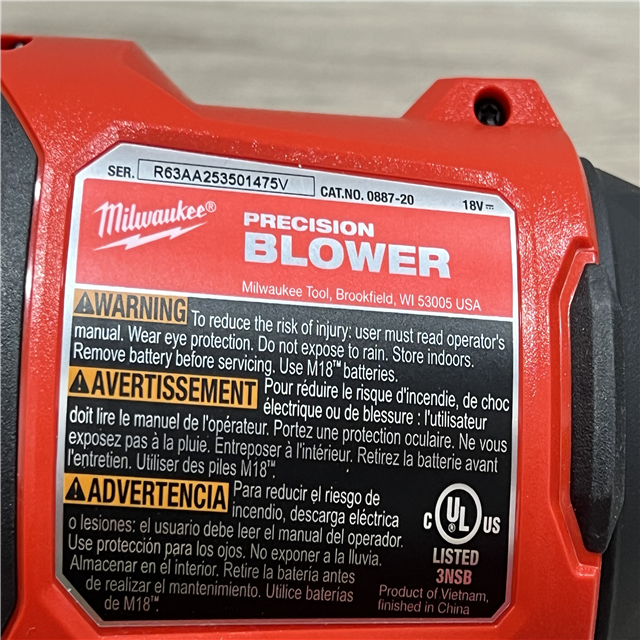 SER. R63AA253501475V CAT.NO. 0887-20 18V⎓
Milwaukee®
PRECISION
BLOWER
Milwaukee Tool, Brookfield, WI 53005 USA
⚠WARNING To reduce the risk of injury: user must read operator's
manual. Wear eye protection. Do not expose to rain. Store indoors.
Remove battery before servicing. Use M18™ batteries.
⚠AVERTISSEMENT Pour réduire le risque d'incendie, de choc
électrique ou de blessure : l'utilisateur
doit lire le manuel de l'opérateur. Portez une protection oculaire. Ne vous
exposez pas à la pluie. Entreposer à l'intérieur. Retirez la batterie avant
l'entretien. Utiliser des piles M18™.
⚠ADVERTENCIA Para reducir el riesgo de
incendio, descarga eléctrica
o lesiones: el usuario debe leer el manual del operador.
Use protección para los ojos. No exponer a la lluvia.
Almacenar en él interior. Retire la batería antes
de realizar el mantenimiento. Utilice baterías
de M18™.
C UL US
LISTED
3NSB
Product of Vietnam,
finished in China